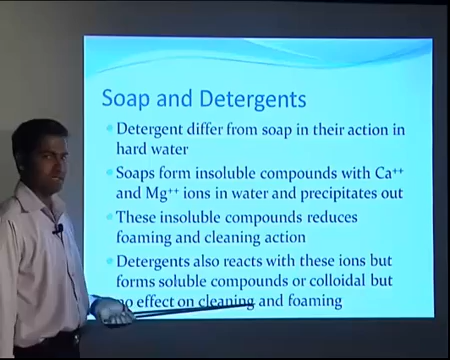 Soap and Detergents
Detergent differ from soap in their action in
hard water
Soaps form insoluble compounds with Ca⁺⁺
and Mg⁺⁺ ions in water and precipitates out
These insoluble compounds reduces
foaming and cleaning action
Detergents also reacts with these ions but
forms soluble compounds or colloidal but
no effect on cleaning and foaming